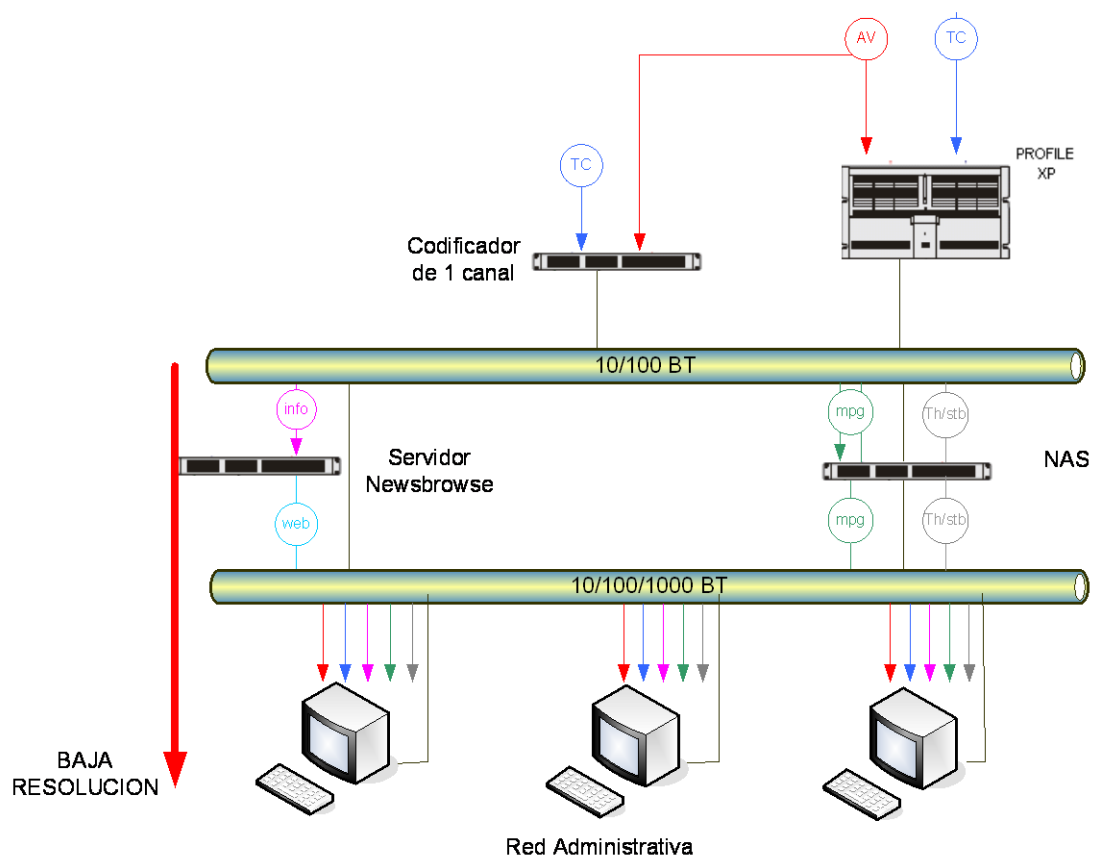 AV
TC
PROFILE
XP
TC
Codificador
de 1 canal
10/100 BT
info
mpg
Th/stb
Servidor
Newsbrowse
NAS
web
mpg
Th/stb
10/100/1000 BT
BAJA
RESOLUCION
Red Administrativa